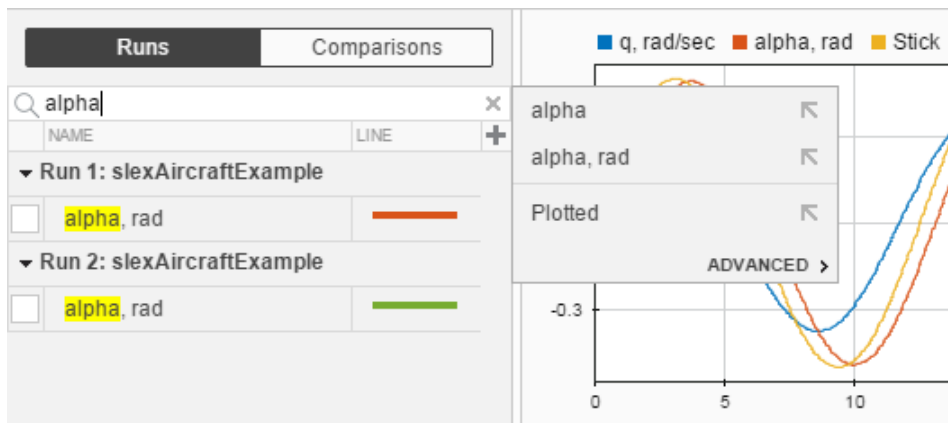 Runs
Comparisons
alpha
NAME
LINE
Run 1: slexAircraftExample
alpha, rad
Run 2: slexAircraftExample
alpha, rad
alpha
alpha, rad
Plotted
ADVANCED
q, rad/sec alpha, rad Stick
-0.3
0 5 10